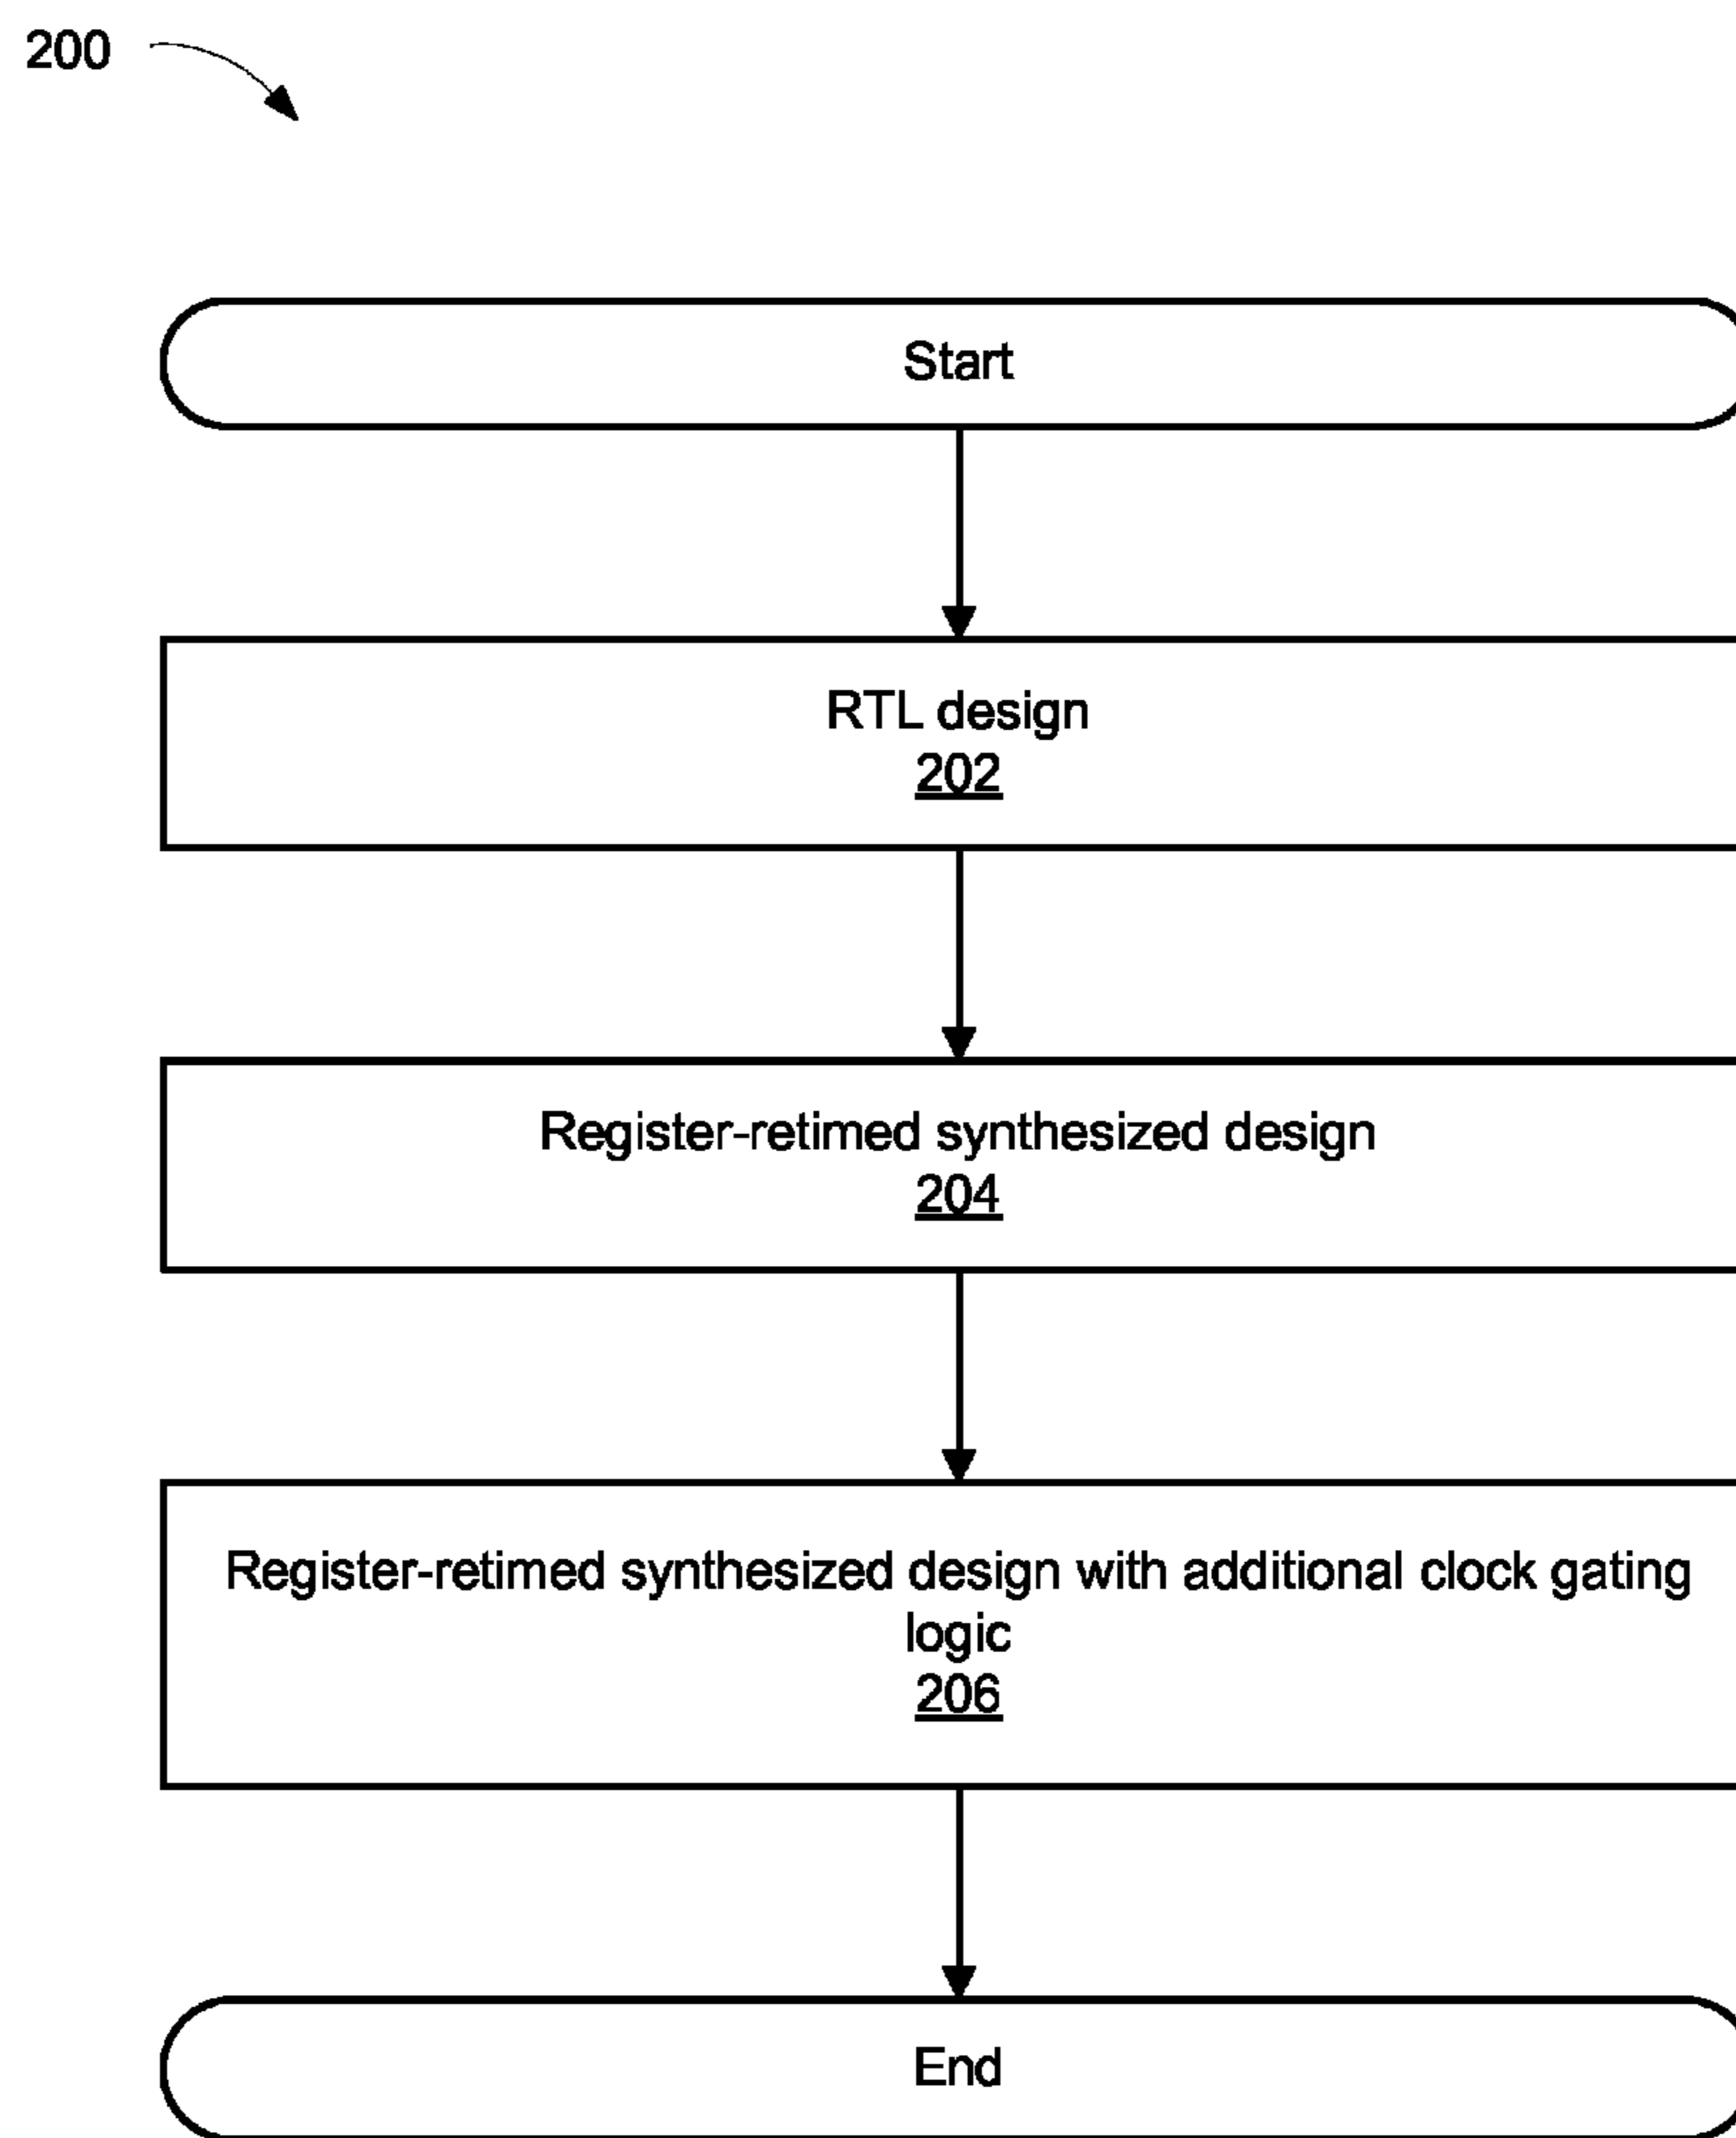 200
Start
RTL design
202
Register-retimed synthesized design
204
Register-retimed synthesized design with additional clock gating
logic
206
End